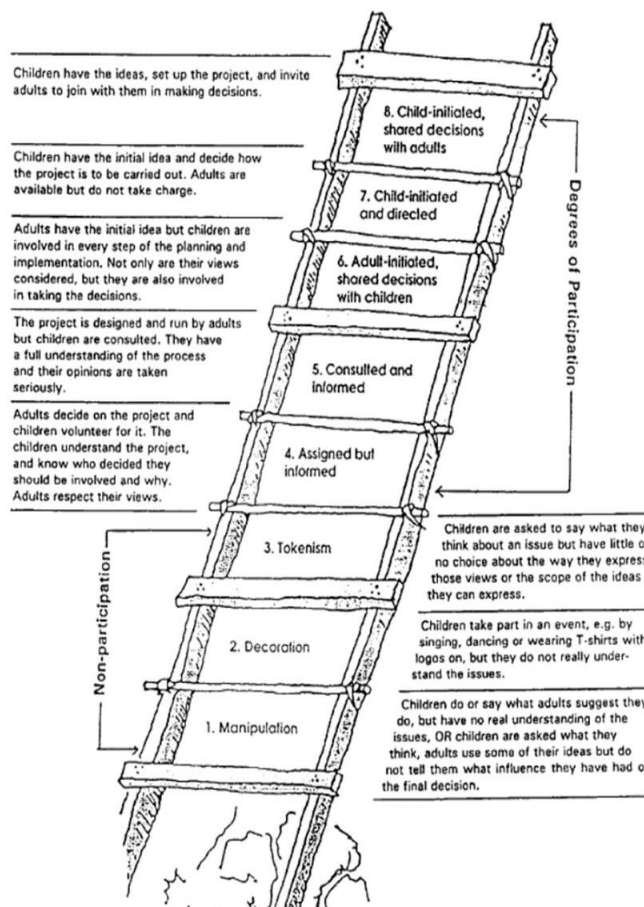 Children have the ideas, set up the project, and invite
adults to join with them in making decisions.
8. Child-initiated,
shared decisions
with adults
Children have the initial idea and decide how
the project is to be carried out. Adults are
available but do not take charge.
7. Child-initiated
and directed
Adults have the initial idea but children are
involved in every step of the planning and
implementation. Not only are their views
considered, but they are also involved
in taking the decisions.
6. Adult-initiated,
shared decisions
with children
The project is designed and run by adults
but children are consulted. They have
a full understanding of the process
and their opinions are taken
seriously.
5. Consulted and
informed
Adults decide on the project and
children volunteer for it. The
children understand the project,
and know who decided they
should be involved and why.
Adults respect their views.
4. Assigned but
informed
Degrees of Participation
3. Tokenism
Children are asked to say what they
think about an issue but have little o
no choice about the way they express
those views or the scope of the ideas
they can express.
2. Decoration
Children take part in an event, e.g. by
singing, dancing or wearing T-shirts with
logos on, but they do not really under-
stand the issues.
1. Manipulation
Children do or say what adults suggest they
do, but have no real understanding of the
issues, OR children are asked what they
think, adults use some of their ideas but do
not tell them what influence they have had o
the final decision.
Non-participation